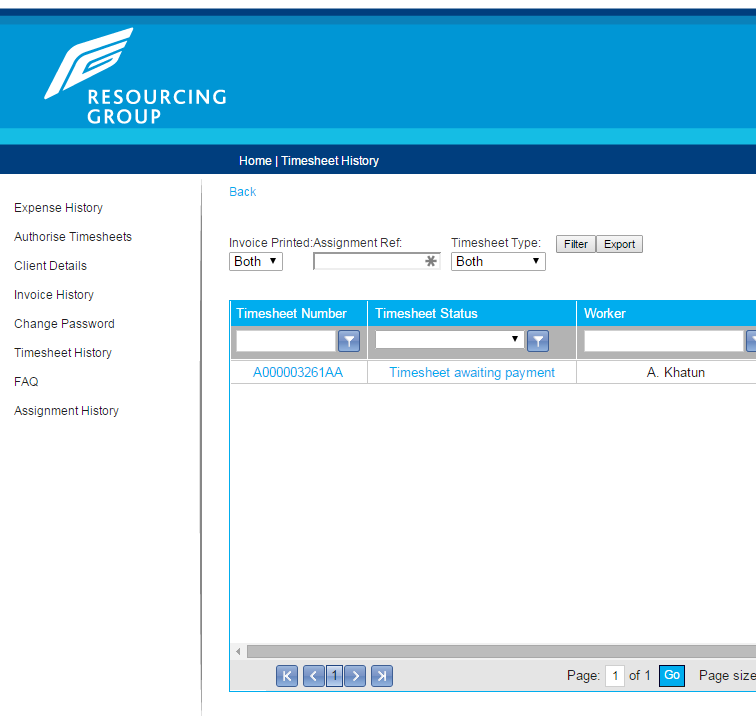 RESOURCING
GROUP
Home | Timesheet History
Expense History
Authorise Timesheets
Client Details
Invoice History
Change Password
Timesheet History
FAQ
Assignment History
Back
Invoice Printed:Assignment Ref: Timesheet Type:
Both Both Filter Export
Timesheet Number Timesheet Status Worker
A000003261AA Timesheet awaiting payment A. Khatun
1 Page: 1 of 1 Go Page size